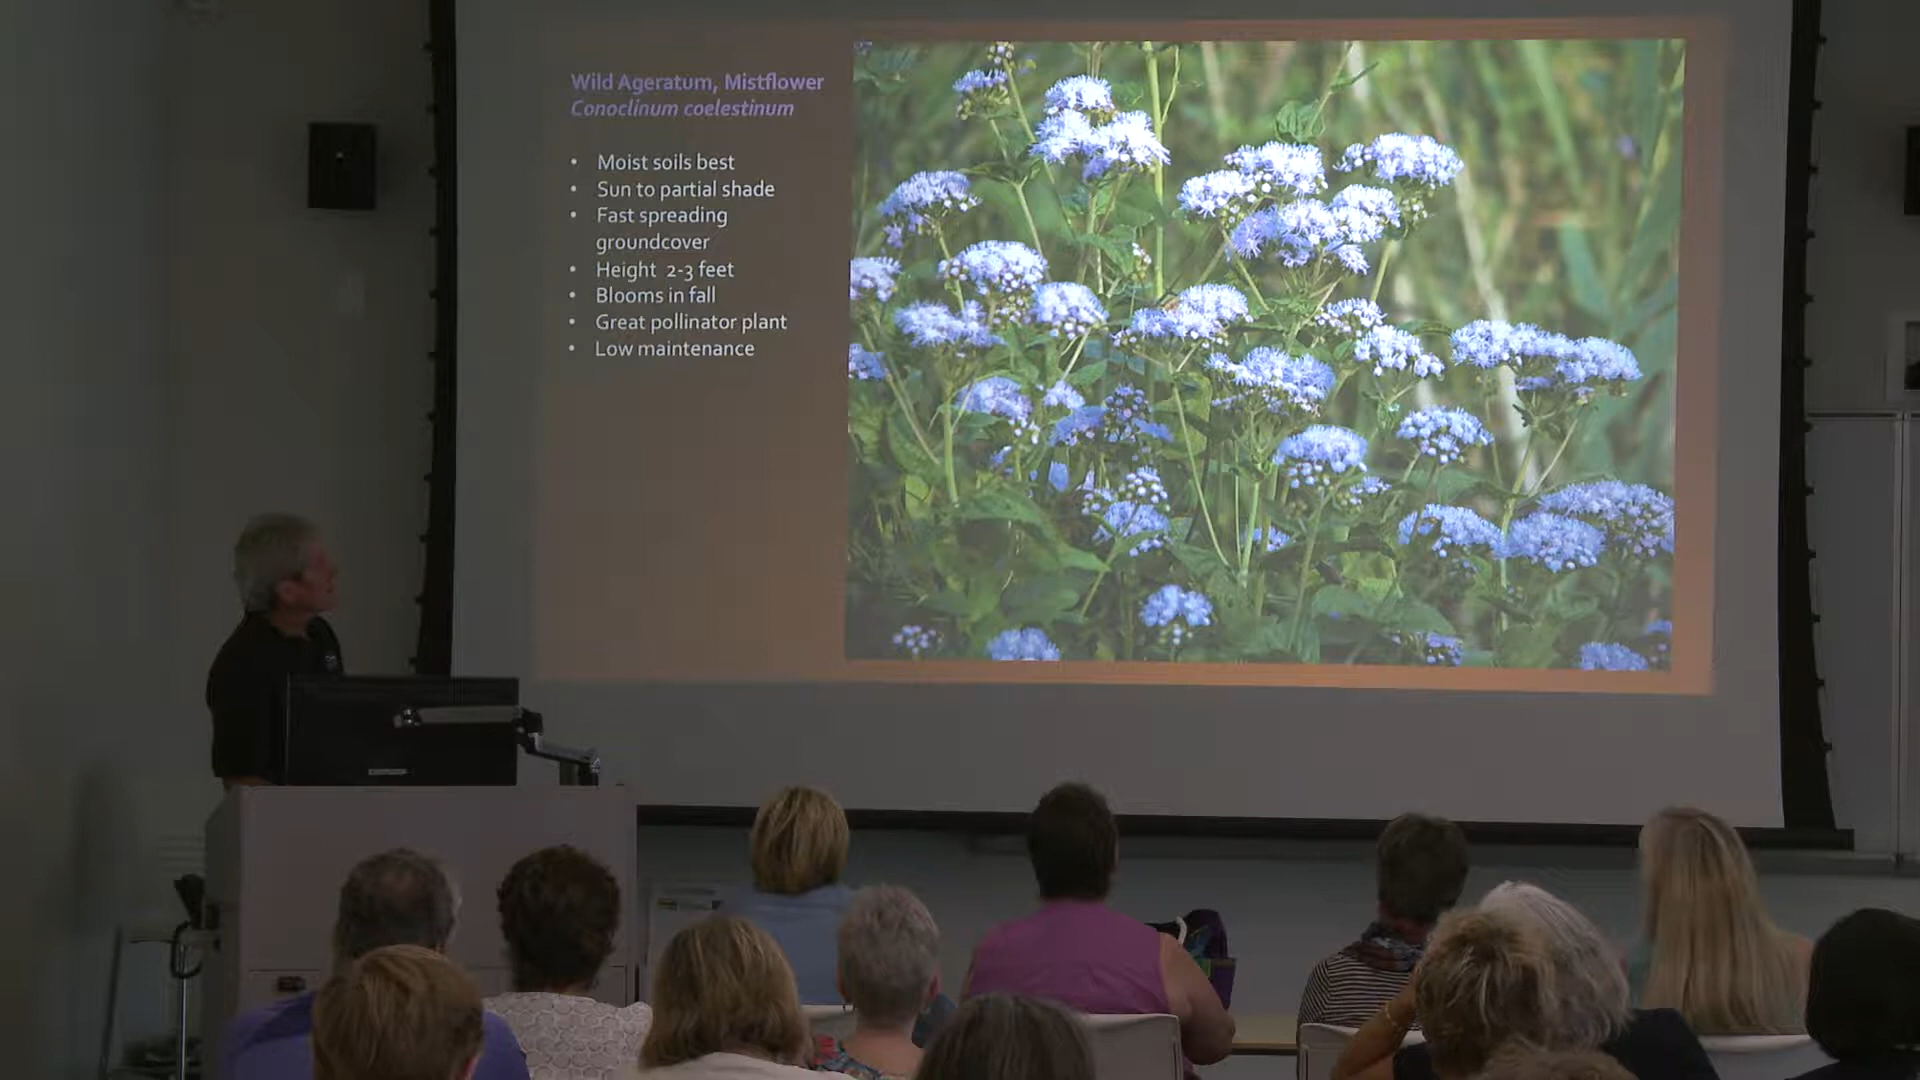 Wild Ageratum, Mistflower
Conoclinum coelestinum
• Moist soils best
• Sun to partial shade
• Fast spreading
groundcover
• Height 2-3 feet
• Blooms in fall
• Great pollinator plant
• Low maintenance